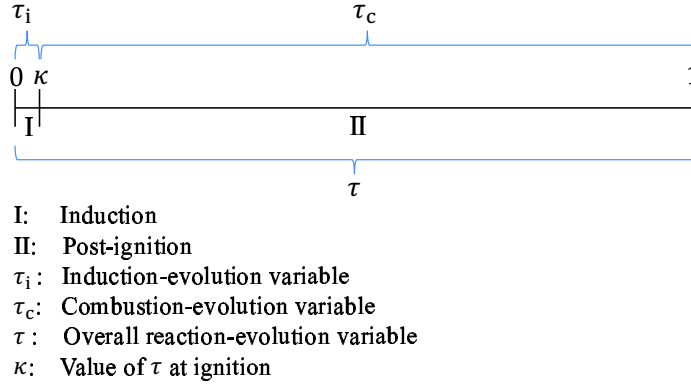 τi τc
0 κ 1
I II
τ
I: Induction
II: Post-ignition
τi : Induction-evolution variable
τc: Combustion-evolution variable
τ : Overall reaction-evolution variable
κ: Value of τ at ignition